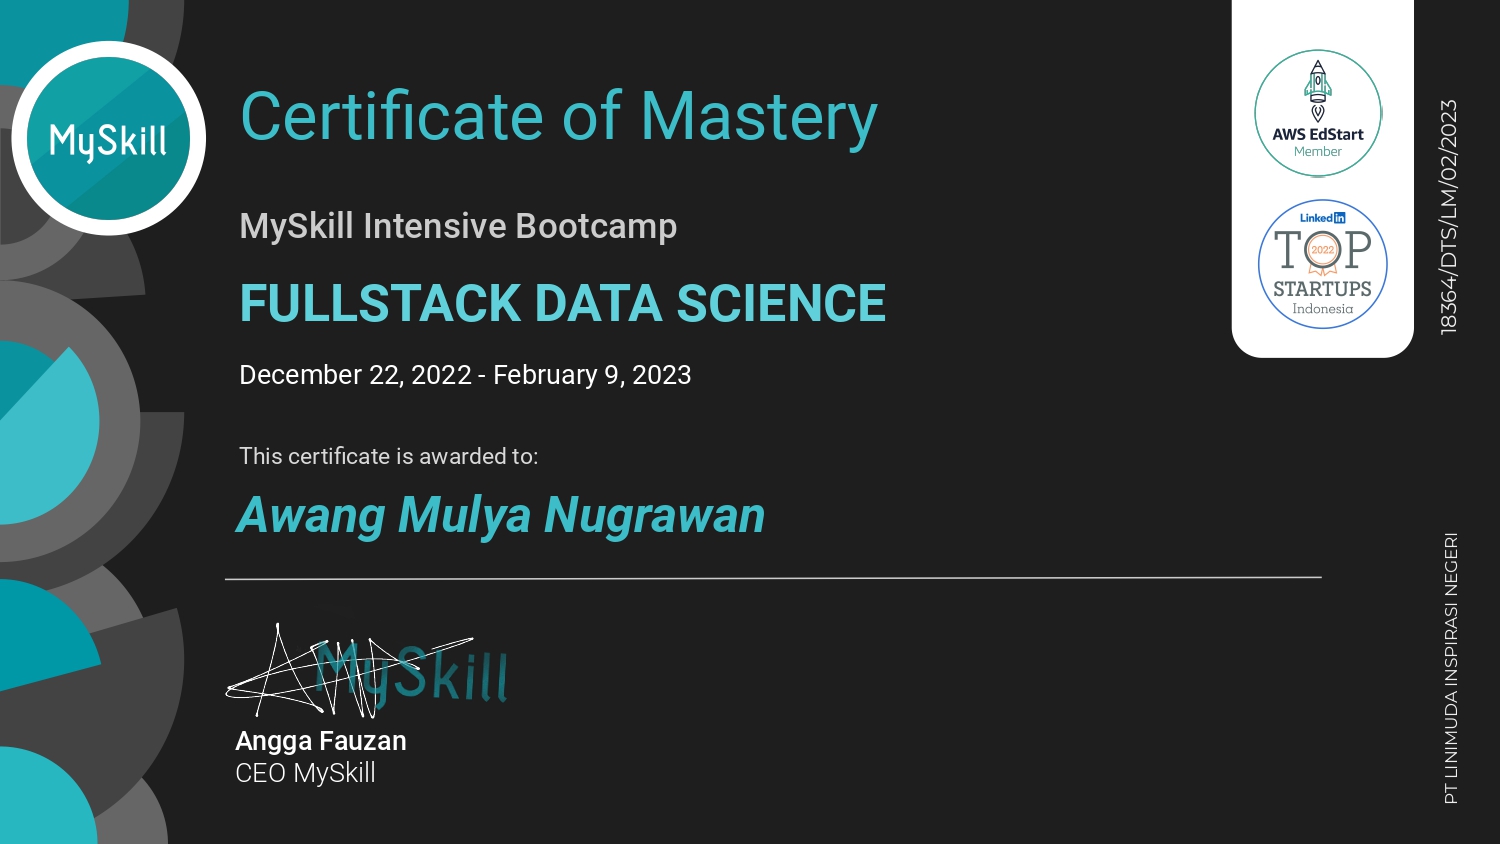 MySkill
Certificate of Mastery
MySkill Intensive Bootcamp
FULLSTACK DATA SCIENCE
December 22, 2022 - February 9, 2023
This certificate is awarded to:
Awang Mulya Nugrawan
MySkill
Angga Fauzan
CEO MySkill
AWS EdStart
Member
Linked in
TOP
2022
STARTUPS
Indonesia
18364/DTS/LM/02/2023
PT LINIMUDA INSPIRASI NEGERI